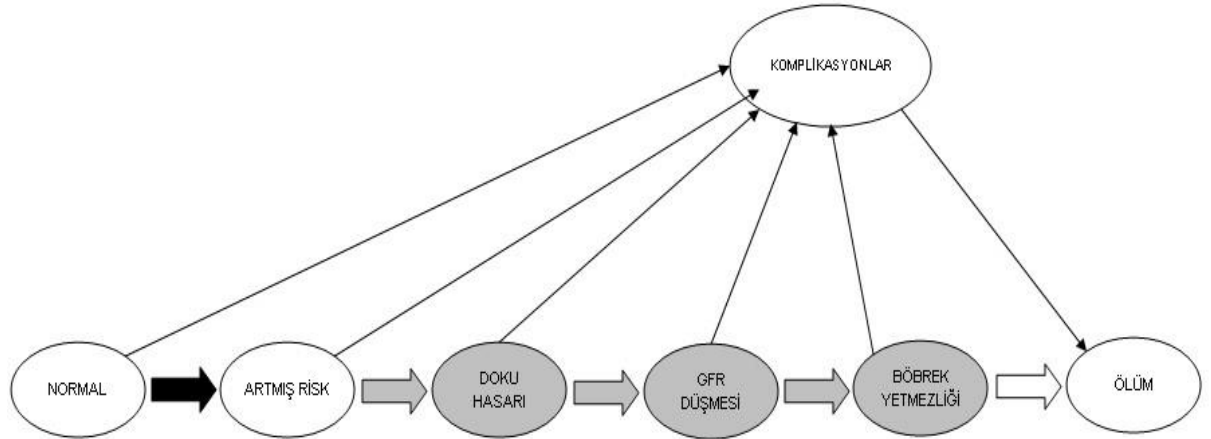 KOMPLİKASYONLAR
NORMAL
ARTMIŞ RİSK
DOKU
HASARI
GFR
DÜŞMESİ
BÖBREK
YETMEZLİĞİ
ÖLÜM